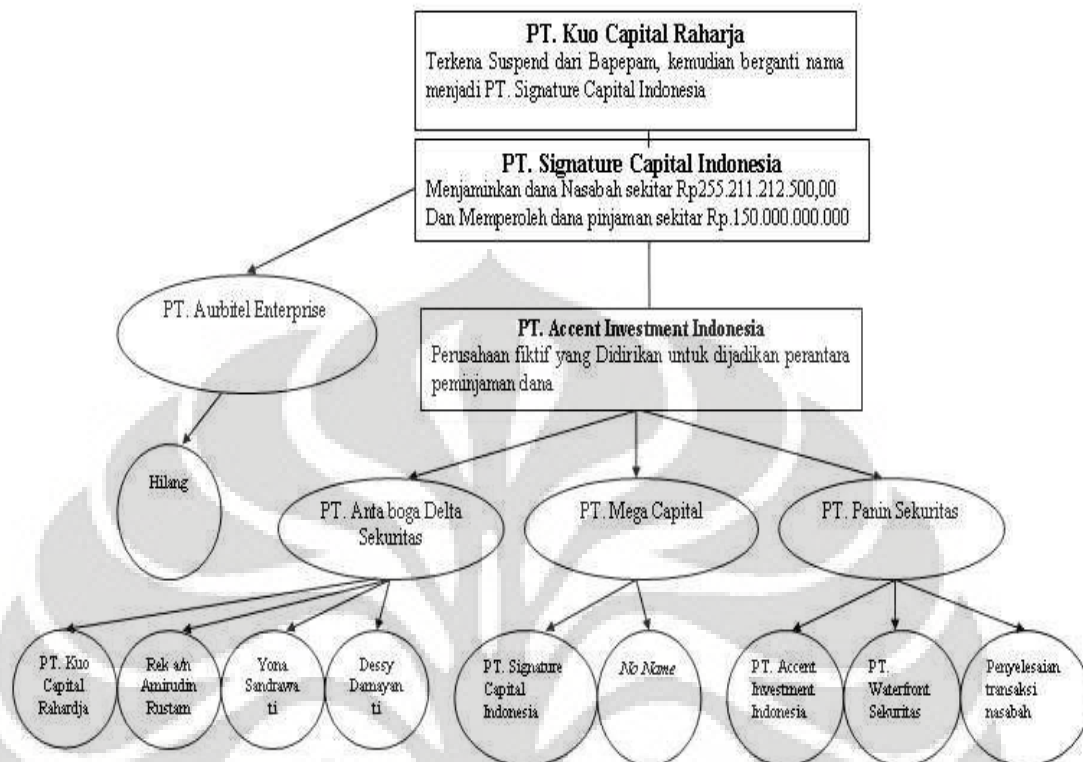 PT. Kuo Capital Raharja
Terkena Suspend dari Bapepam, kemudian berganti nama
menjadi PT. Signature Capital Indonesia
PT. Signature Capital Indonesia
Menjaminkan dana Nasabah sekitar Rp255.211.212.500,00
Dan Memperoleh dana pinjaman sekitar Rp.150.000.000.000
PT. Aurbitel Enterprise
PT. Accent Investment Indonesia
Perusahaan fiktif yang Didirikan untuk dijadikan perantara
peminjaman dana
Hilang
PT. Anta boga Delta
Sekuritas
PT. Mega Capital
PT. Panin Sekuritas
PT. Kuo
Capital
Rahardja
Rek a/n
Amirudin
Rustam
Yona
Sandrawa
ti
Dessy
Damayan
ti
PT. Signature
Capital
Indonesia
No Name
PT. Accent
Investment
Indonesia
PT.
Waterfront
Sekuritas
Penyelesaian
transaksi
nasabah